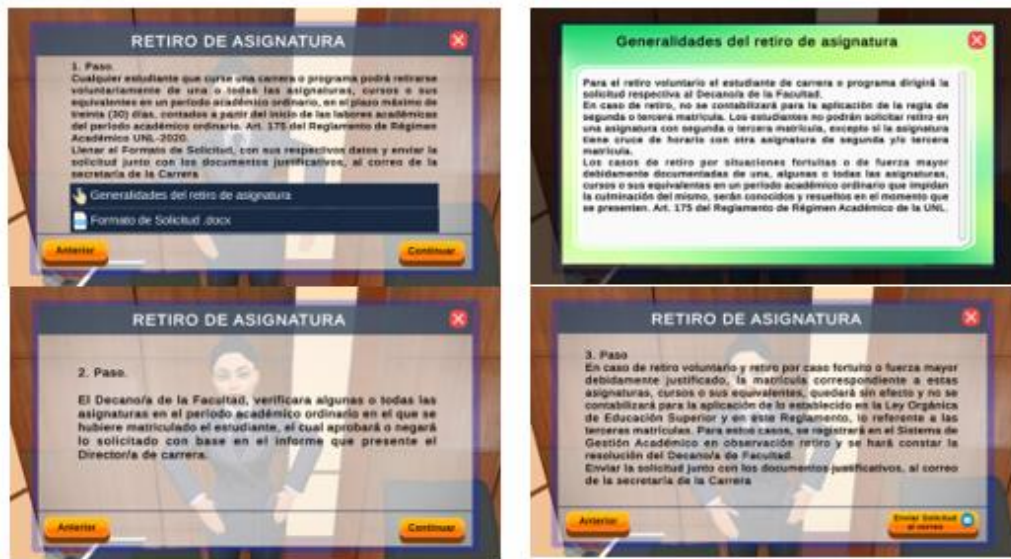 RETIRO DE ASIGNATURA
1. Paso.
Cualquier estudiante que curse una carrera o programa podrá retirarse
voluntariamente de una o todas las asignaturas, cursos o sus
equivalentes en un periodo académico ordinario, en el plazo máximo de
treinta (30) días, contados a partir del inicio de las labores académicas
del periodo académico ordinario. Art. 175 del Reglamento de Régimen
Académico UNL-2020.
Llenar el Formato de Solicitud, con sus respectivos datos y enviar la
solicitud junto con los documentos justificativos, al correo de la
secretaría de la Carrera
Generalidades del retiro de asignatura
Formato de Solicitud .docx
Anterior
Continuar
Generalidades del retiro de asignatura
Para el retiro voluntario el estudiante de carrera o programa dirigirá la
solicitud respectiva al Decano/a de la Facultad.
En caso de retiro, no se contabilizará para la aplicación de la regla de
segunda o tercera matrícula. Los estudiantes no podrán solicitar retiro en
una asignatura con segunda o tercera matrícula, excepto si la asignatura
tiene cruce de horario con otra asignatura de segunda y/o tercera
matrícula.
Los casos de retiro por situaciones fortuitas o de fuerza mayor
debidamente documentadas de una, algunas o todas las asignaturas,
cursos o sus equivalentes en un periodo académico ordinario que impidan
la culminación del mismo, serán conocidos y resueltos en el momento que
se presenten. Art. 175 del Reglamento de Régimen Académico de la UNL.
RETIRO DE ASIGNATURA
2. Paso.
El Decano/a de la Facultad, verificara algunas o todas las
asignaturas en el periodo académico ordinario en el que se
hubiere matriculado el estudiante, el cual aprobará o negará
lo solicitado con base en el informe que presente el
Director/a de carrera.
Anterior
Continuar
RETIRO DE ASIGNATURA
3. Paso
En caso de retiro voluntario y retiro por caso fortuito o fuerza mayor
debidamente justificado, la matrícula correspondiente a estas
asignaturas, cursos o sus equivalentes, quedará sin efecto y no se
contabilizará para la aplicación de lo establecido en la Ley Orgánica
de Educación Superior y en este Reglamento, lo referente a las
terceras matrículas. Para estos casos, se registrará en el Sistema de
Gestión Académico en observación retiro y se hará constar la
resolución del Decano/a de Facultad.
Enviar la solicitud junto con los documentos justificativos, al correo
de la secretaría de la Carrera
Anterior
Enviar Solicitud
al correo